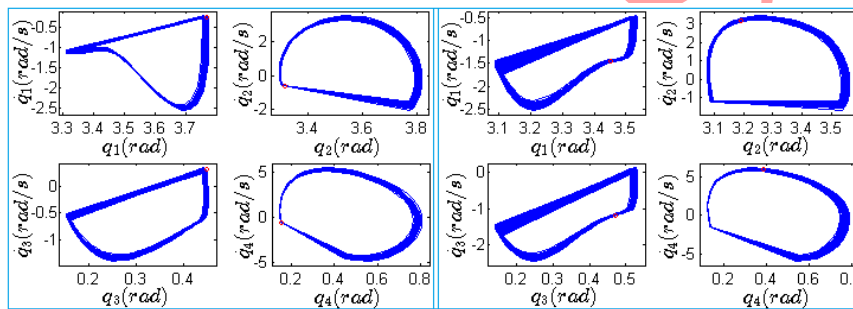 -0.5
-1
-1.5
-2
-2.5
q̇1(rad/s)
3.3 3.4 3.5 3.6 3.7
q1(rad)
2
0
-2
q̇2(rad/s)
3.4 3.6 3.8
q2(rad)
-0.5
-1
-1.5
-2
-2.5
q̇1(rad/s)
3.1 3.2 3.3 3.4 3.5
q1(rad)
3
2
1
0
-1
q̇2(rad/s)
3.1 3.2 3.3 3.4 3.5
q2(rad)
0
-0.5
-1
q̇3(rad/s)
0.2 0.3 0.4
q3(rad)
5
0
-5
q̇4(rad/s)
0.2 0.4 0.6 0.8
q4(rad)
0
-1
-2
q̇3(rad/s)
0.2 0.3 0.4 0.5
q3(rad)
5
0
-5
q̇4(rad/s)
0.2 0.4 0.6
q4(rad)